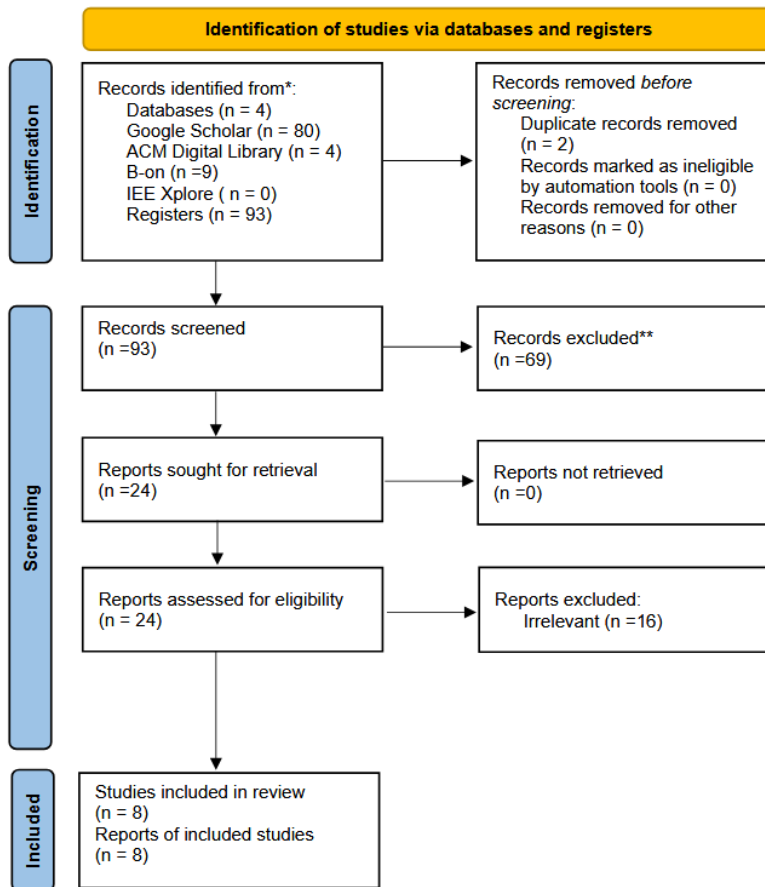 Identification of studies via databases and registers
Identification
Records identified from*:
Databases (n = 4)
Google Scholar (n = 80)
ACM Digital Library (n = 4)
B-on (n =9)
IEE Xplore ( n = 0)
Registers (n = 93)
Records removed before
screening:
Duplicate records removed
(n = 2)
Records marked as ineligible
by automation tools (n = 0)
Records removed for other
reasons (n = 0)
Screening
Records screened
(n =93)
Records excluded**
(n =69)
Reports sought for retrieval
(n =24)
Reports not retrieved
(n =0)
Reports assessed for eligibility
(n = 24)
Reports excluded:
Irrelevant (n =16)
Included
Studies included in review
(n = 8)
Reports of included studies
(n = 8)